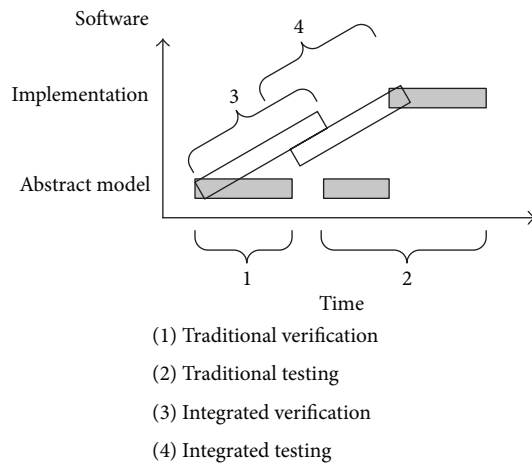 Software
4
Implementation
3
Abstract model
1
2
Time
(1) Traditional verification
(2) Traditional testing
(3) Integrated verification
(4) Integrated testing